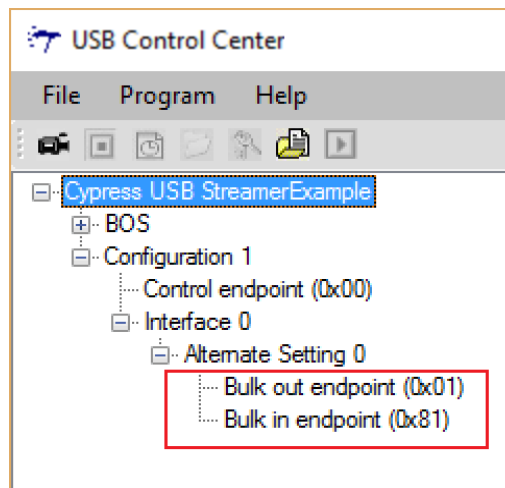 USB Control Center
File Program Help
Cypress USB StreamerExample
BOS
Configuration 1
Control endpoint (0x00)
Interface 0
Alternate Setting 0
Bulk out endpoint (0x01)
Bulk in endpoint (0x81)